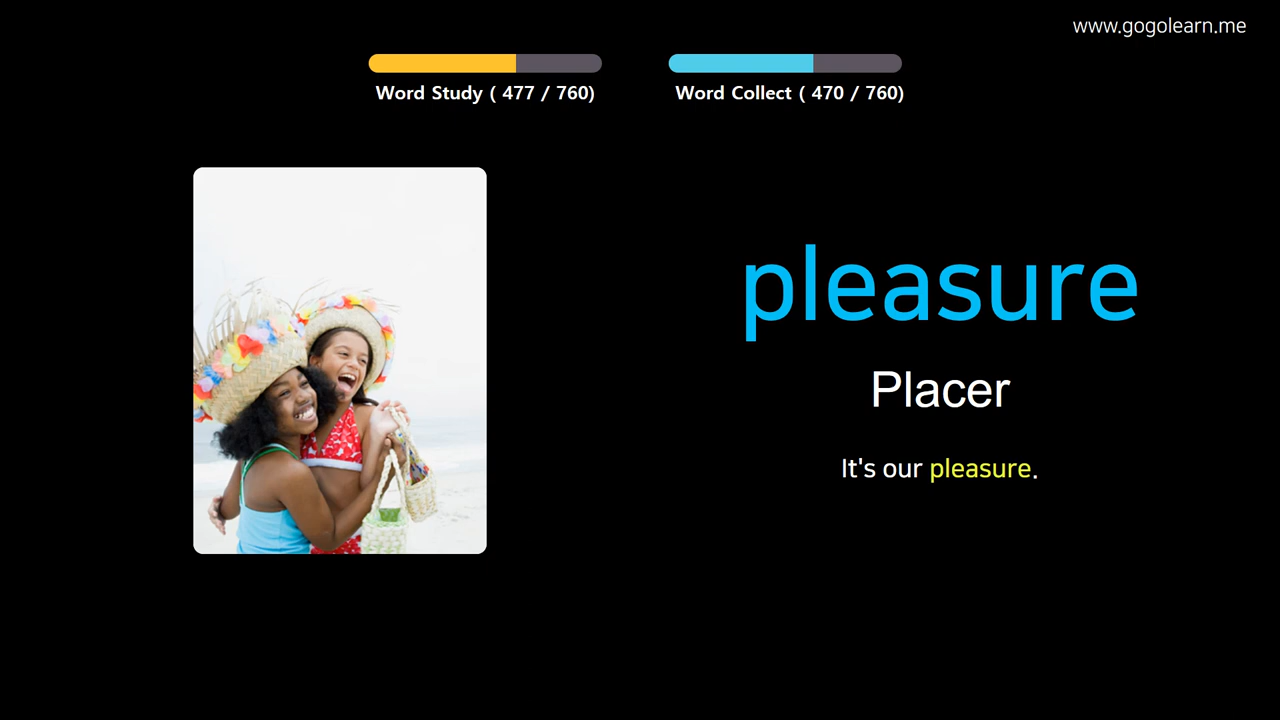 www.gogolearn.me
Word Study ( 477 / 760)
Word Collect ( 470 / 760)
pleasure
Placer
It's our pleasure.